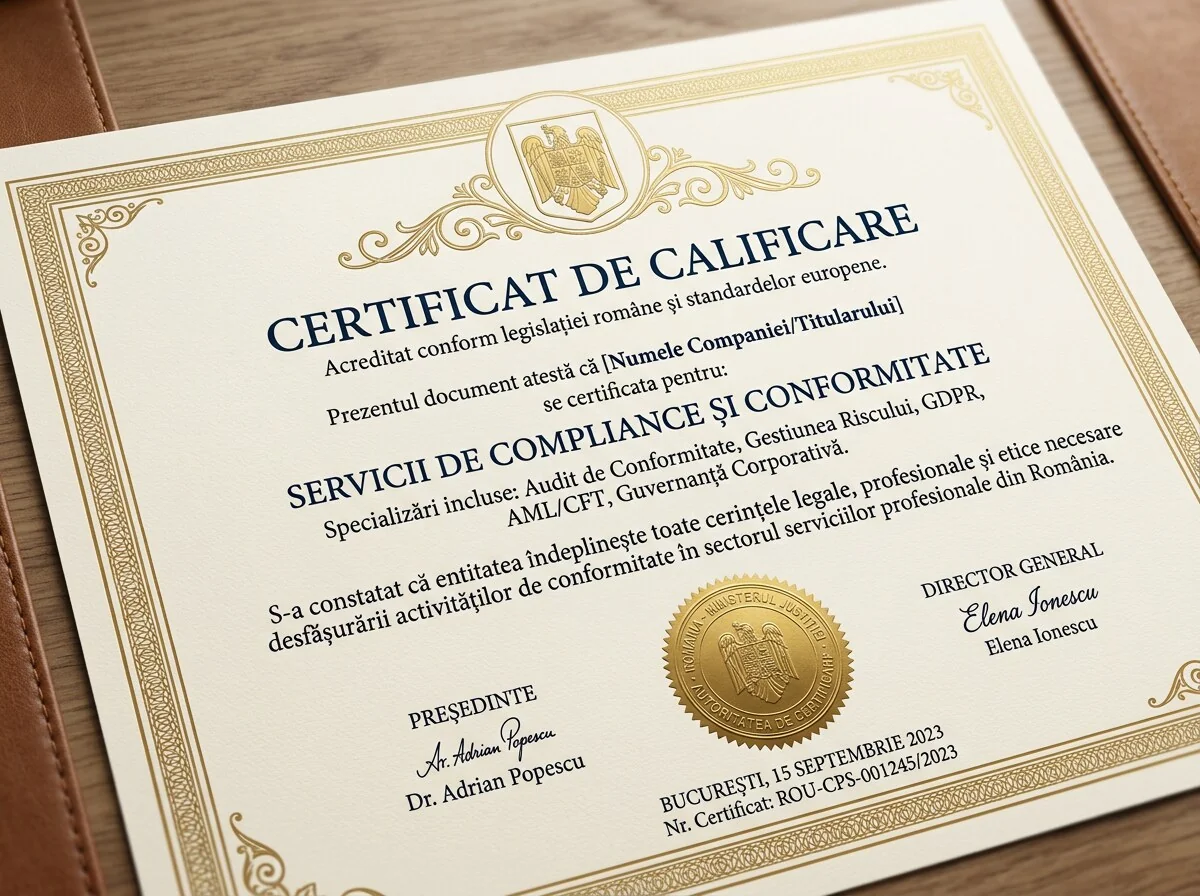 CERTIFICAT DE CALIFICARE
Acreditat conform legislației române și standardelor europene.
Prezentul document atestă că [Numele Companiei/Titularului]
se certificata pentru:
SERVICII DE COMPLIANCE ȘI CONFORMITATE
Specializări incluse: Audit de Conformitate, Gestiunea Riscului, GDPR,
AML/CFT, Guvernanță Corporativă.
S-a constatat că entitatea îndeplinește toate cerințele legale, profesionale și etice necesare
desfășurării activităților de conformitate în sectorul serviciilor profesionale din România.
DIRECTOR GENERAL
Elena Ionescu
Elena Ionescu
PREȘEDINTE
Ar. Adrian Popescu
Dr. Adrian Popescu
ROMÂNIA - MINISTERUL JUSTIȚIEI
AUTORITATEA DE
BUCUREȘTI, 15 SEPTEMBRIE 2023
Nr. Certificat: ROU-CPS-001245/2023